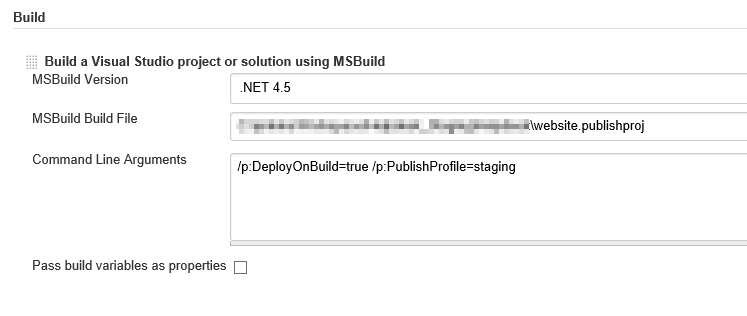 Build
Build a Visual Studio project or solution using MSBuild
MSBuild Version
.NET 4.5
MSBuild Build File
\website.publishproj
Command Line Arguments
/p:DeployOnBuild=true /p:PublishProfile=staging
Pass build variables as properties